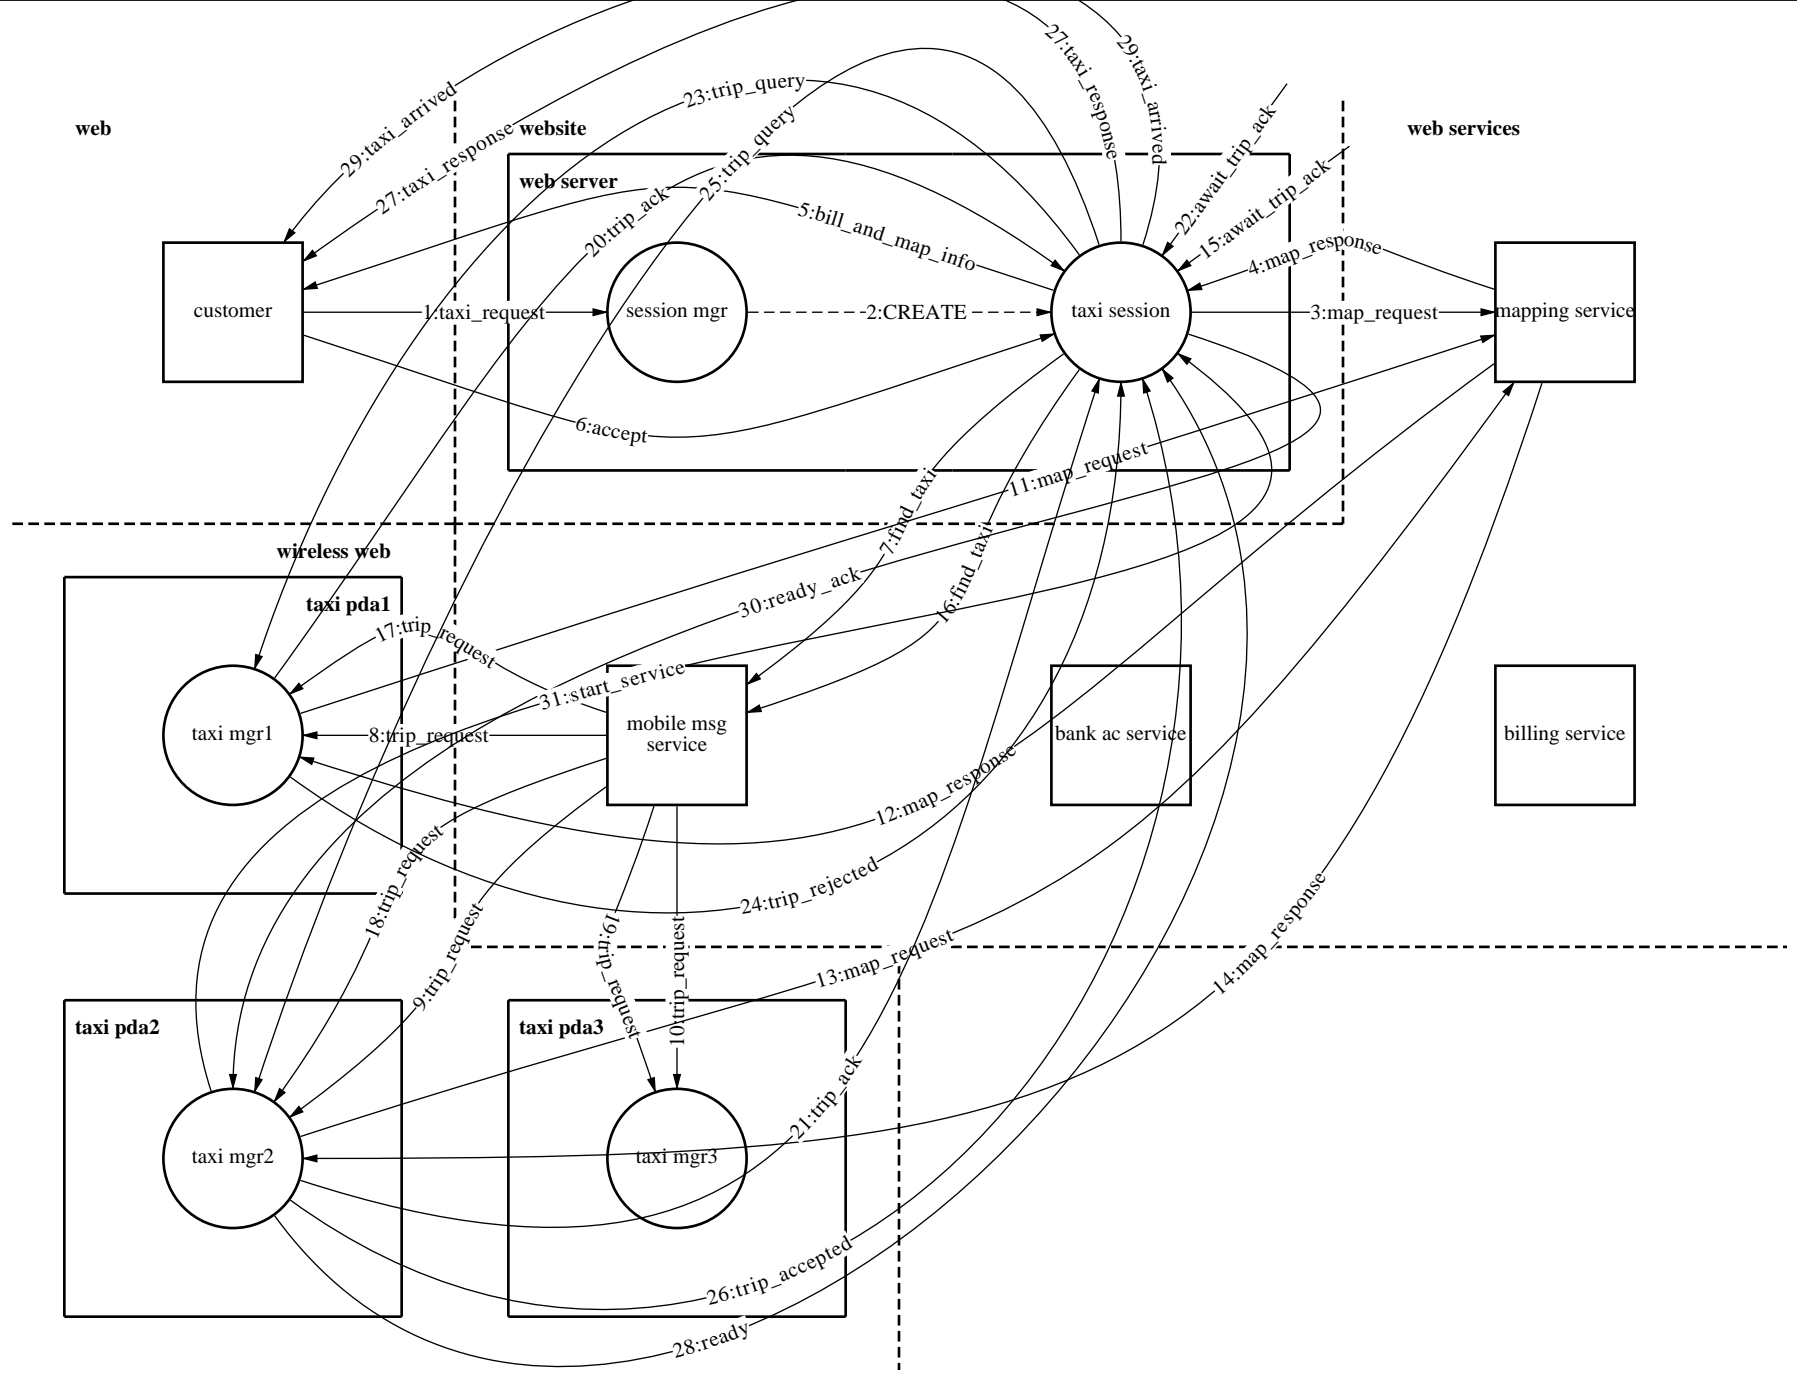 27:taxi_response
29:taxi_arrived
23:trip_query
29:taxi_arrived
web
website
25:trip_query
22:await_trip_ack
web services
27:taxi_response
web server
20:trip_ack
5:bill_and_map_info
15:await_trip_ack
4:map_response
customer
1:taxi_request
session mgr
2:CREATE
taxi session
3:map_request
mapping service
6:accept
11:map_request
7:find_taxi
wireless web
16:find_taxi
30:ready_ack
taxi pda1
17:trip_request
31:start_service
taxi mgr1
8:trip_request
mobile msg
service
bank ac service
billing service
12:map_response
18:trip_request
24:trip_rejected
14:map_response
9:trip_request
19:trip_request
10:trip_request
13:map_request
taxi pda2
taxi pda3
21:trip_ack
taxi mgr2
taxi mgr3
26:trip_accepted
28:ready